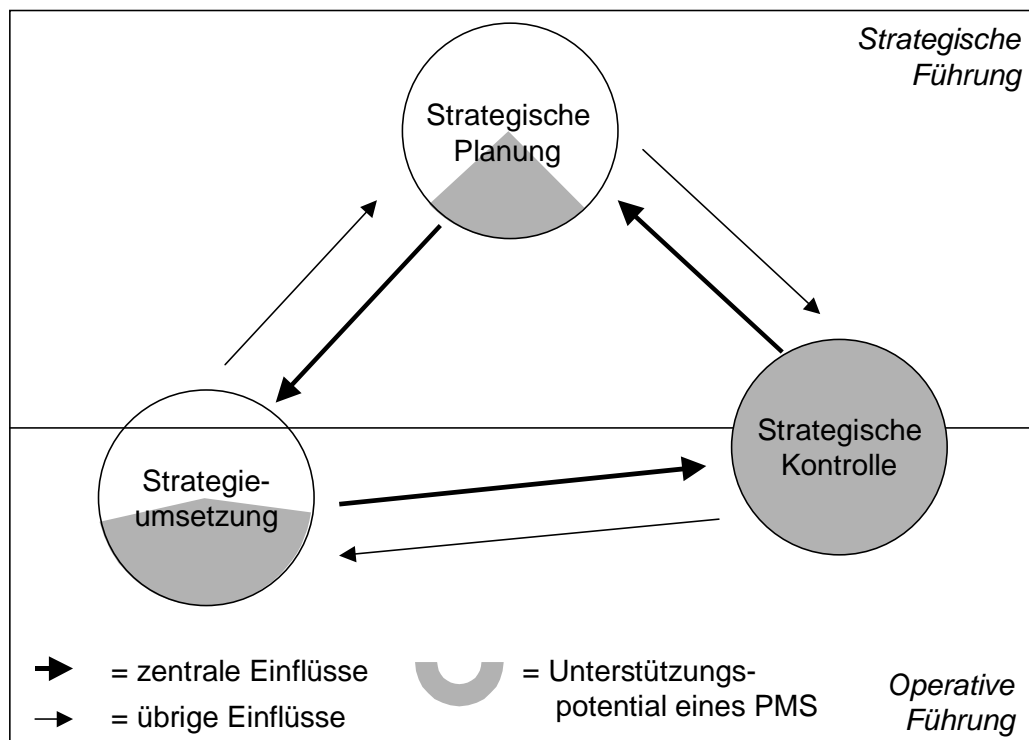 Strategische
Führung
Strategische
Planung
Strategische
Kontrolle
Strategie-
umsetzung
= zentrale Einflüsse
= übrige Einflüsse
= Unterstützungs-
potential eines PMS
Operative
Führung